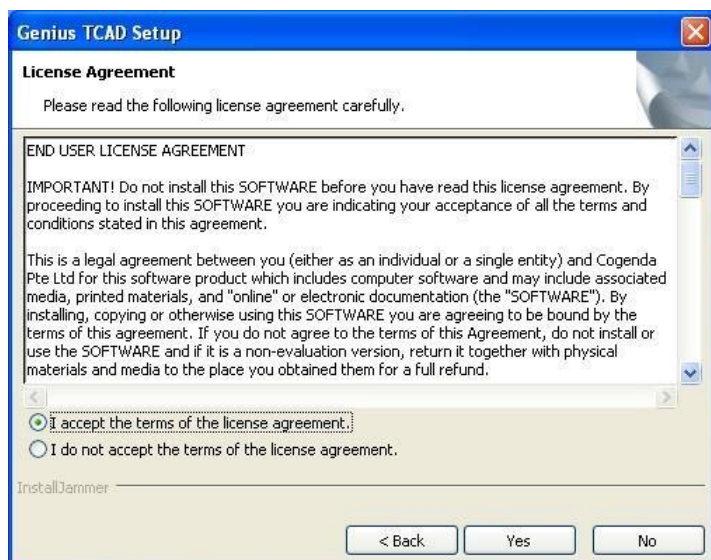 Genius TCAD Setup
License Agreement
Please read the following license agreement carefully.
END USER LICENSE AGREEMENT
IMPORTANT! Do not install this SOFTWARE before you have read this license agreement. By
proceeding to install this SOFTWARE you are indicating your acceptance of all the terms and
conditions stated in this agreement.
This is a legal agreement between you (either as an individual or a single entity) and Cogenda
Pte Ltd for this software product which includes computer software and may include associated
media, printed materials, and "online" or electronic documentation (the "SOFTWARE"). By
installing, copying or otherwise using this SOFTWARE you are agreeing to be bound by the
terms of this agreement. If you do not agree to the terms of this Agreement, do not install or
use the SOFTWARE and if it is a non-evaluation version, return it together with physical
materials and media to the place you obtained them for a full refund.
I accept the terms of the license agreement.
I do not accept the terms of the license agreement.
InstallJammer
< Back Yes No